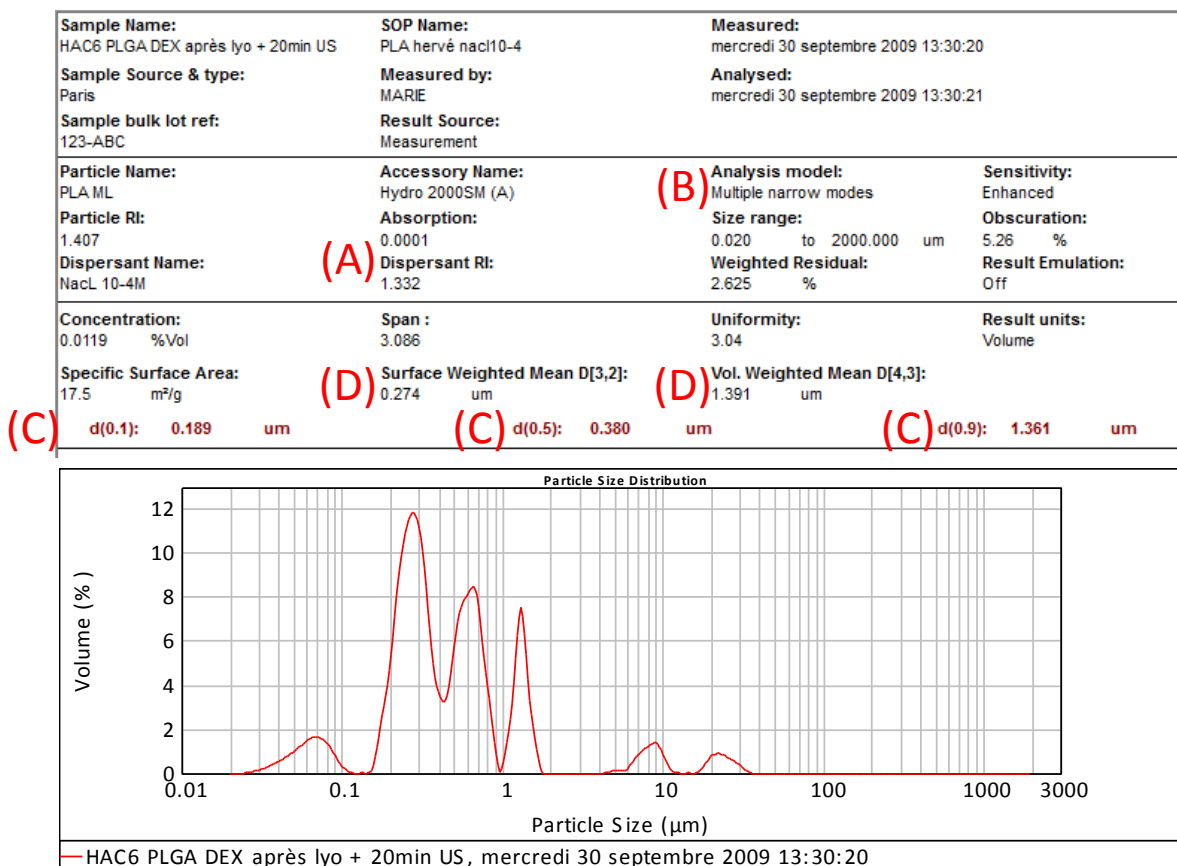 Sample Name: SOP Name: Measured:
HAC6 PLGA DEX après lyo + 20min US PLA hervé nacl10-4 mercredi 30 septembre 2009 13:30:20
Sample Source & type: Measured by: Analysed:
Paris MARIE mercredi 30 septembre 2009 13:30:21
Sample bulk lot ref: Result Source:
123-ABC Measurement
Particle Name: Accessory Name: (B) Analysis model: Sensitivity:
PLA ML Hydro 2000SM (A) Multiple narrow modes Enhanced
Particle RI: Absorption: Size range: Obscuration:
1.407 0.0001 0.020 to 2000.000 um 5.26 %
Dispersant Name: (A) Dispersant RI: Weighted Residual: Result Emulation:
NacL 10-4M 1.332 2.625 % Off
Concentration: Span : Uniformity: Result units:
0.0119 %Vol 3.086 3.04 Volume
Specific Surface Area: (D) Surface Weighted Mean D[3,2]: (D) Vol. Weighted Mean D[4,3]:
17.5 m²/g 0.274 um 1.391 um
(C) d(0.1): 0.189 um (C) d(0.5): 0.380 um (C) d(0.9): 1.361 um
Particle Size Distribution
Volume (%)
12
10
8
6
4
2
0
0.01 0.1 1 10 100 1000 3000
Particle Size (µm)
HAC6 PLGA DEX après lyo + 20min US, mercredi 30 septembre 2009 13:30:20